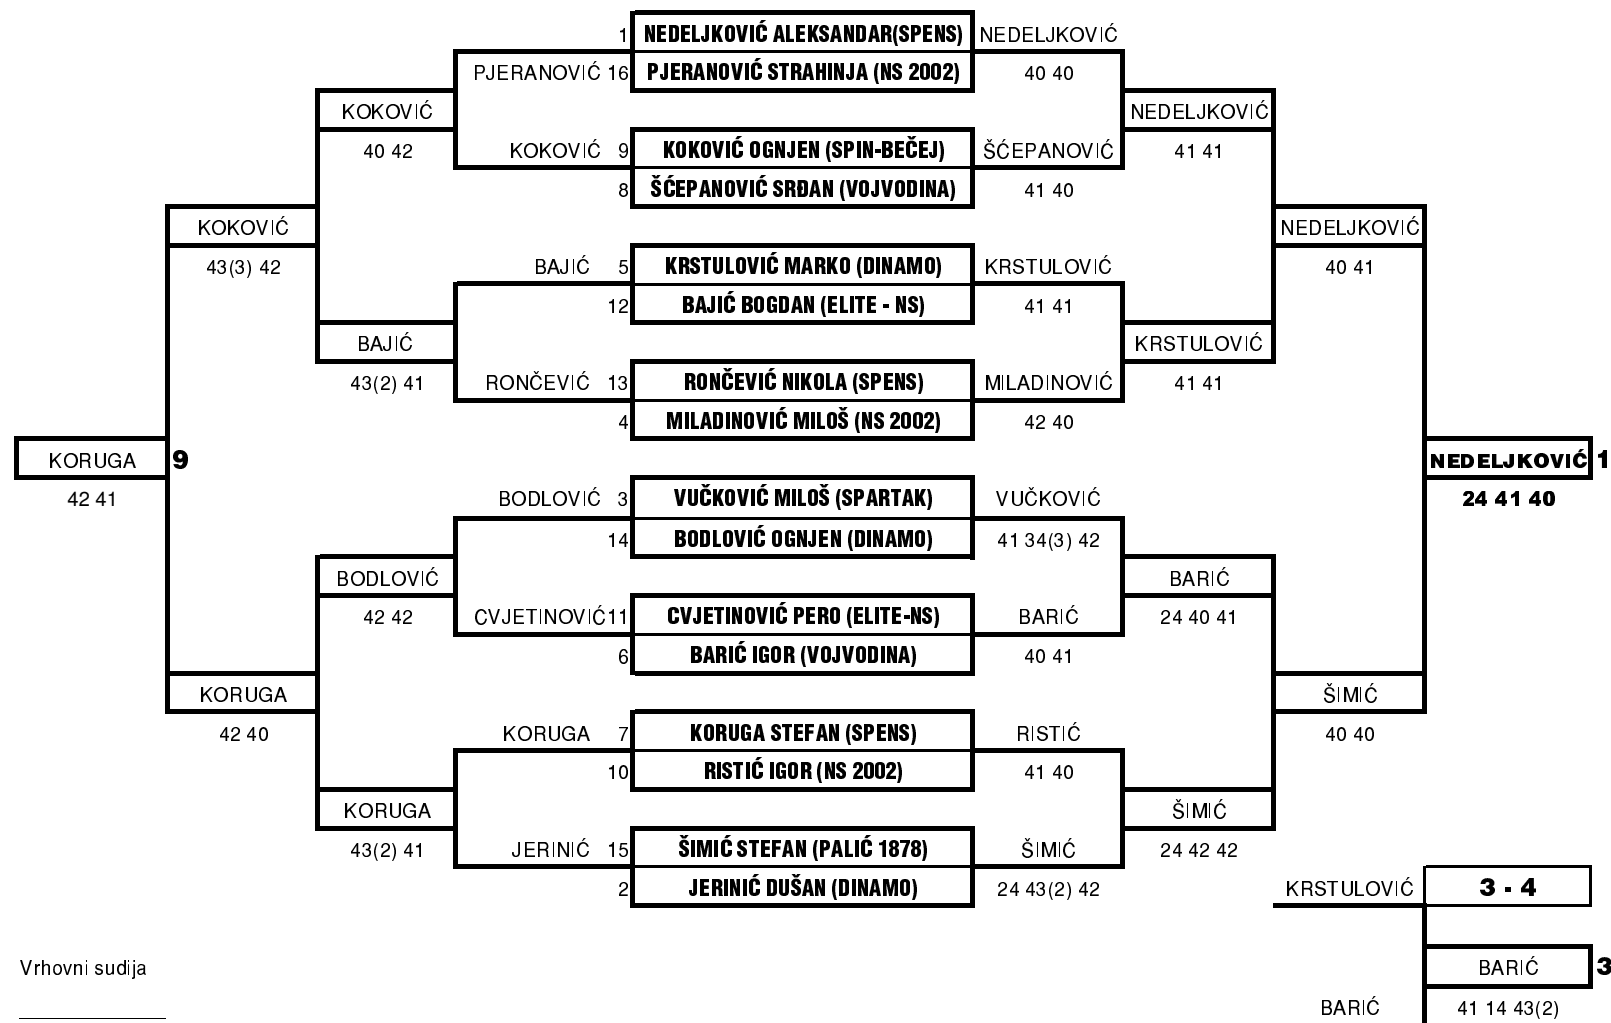 1 NEDELJKOVIĆ ALEKSANDAR(SPENS) NEDELJKOVIĆ
PJERANOVIĆ 16 PJERANOVIĆ STRAHINJA (NS 2002) 40 40
KOKOVIĆ NEDELJKOVIĆ
40 42 KOKOVIĆ 9 KOKOVIĆ OGNJEN (SPIN-BEČEJ) ŠĆEPANOVIĆ 41 41
8 ŠĆEPANOVIĆ SRĐAN (VOJVODINA) 41 40
KOKOVIĆ NEDELJKOVIĆ
43(3) 42 BAJIĆ 5 KRSTULOVIĆ MARKO (DINAMO) KRSTULOVIĆ 40 41
12 BAJIĆ BOGDAN (ELITE - NS) 41 41
BAJIĆ KRSTULOVIĆ
43(2) 41 RONČEVIĆ 13 RONČEVIĆ NIKOLA (SPENS) MILADINOVIĆ 41 41
4 MILADINOVIĆ MILOŠ (NS 2002) 42 40
KORUGA 9 NEDELJKOVIĆ 1
42 41 BODLOVIĆ 3 VUČKOVIĆ MILOŠ (SPARTAK) VUČKOVIĆ 24 41 40
14 BODLOVIĆ OGNJEN (DINAMO) 41 34(3) 42
BODLOVIĆ BARIĆ
42 42 CVJETINOVIĆ 11 CVJETINOVIĆ PERO (ELITE-NS) BARIĆ 24 40 41
6 BARIĆ IGOR (VOJVODINA) 40 41
KORUGA ŠIMIĆ
42 40 KORUGA 7 KORUGA STEFAN (SPENS) RISTIĆ 40 40
10 RISTIĆ IGOR (NS 2002) 41 40
KORUGA ŠIMIĆ
43(2) 41 JERINIĆ 15 ŠIMIĆ STEFAN (PALIĆ 1878) ŠIMIĆ 24 42 42
2 JERINIĆ DUŠAN (DINAMO) 24 43(2) 42 KRSTULOVIĆ 3 - 4
Vrhovni sudija BARIĆ 3
BARIĆ 41 14 43(2)